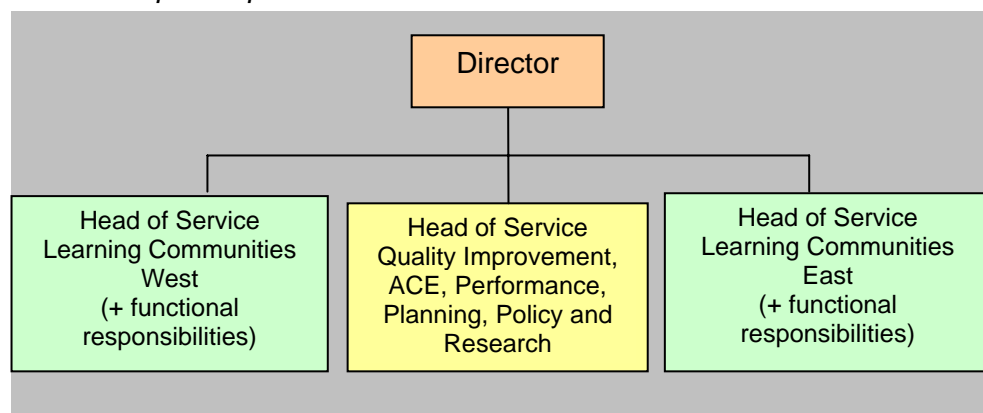 Director
Head of Service
Learning Communities
West
(+ functional
responsibilities)
Head of Service
Quality Improvement,
ACE, Performance,
Planning, Policy and
Research
Head of Service
Learning Communities
East
(+ functional
responsibilities)